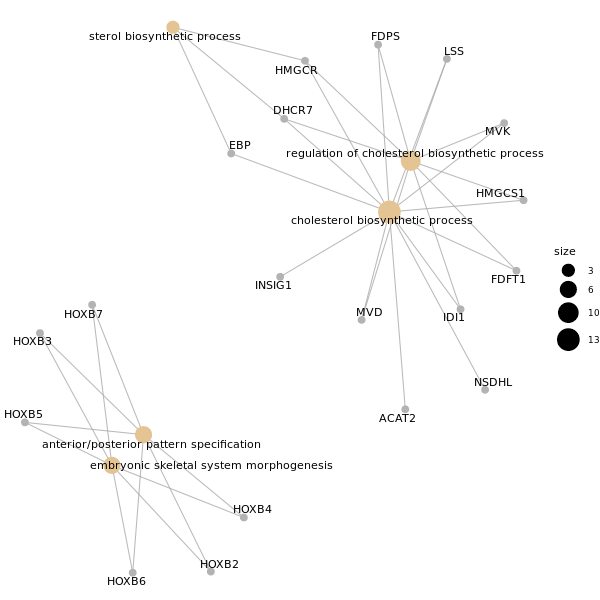 sterol biosynthetic process
FDPS
LSS
HMGCR
DHCR7
MVK
EBP
regulation of cholesterol biosynthetic process
HMGCS1
cholesterol biosynthetic process
size
3
6
10
13
FDFT1
INSIG1
MVD
IDI1
HOXB7
HOXB3
NSDHL
HOXB5
ACAT2
anterior/posterior pattern specification
embryonic skeletal system morphogenesis
HOXB4
HOXB2
HOXB6